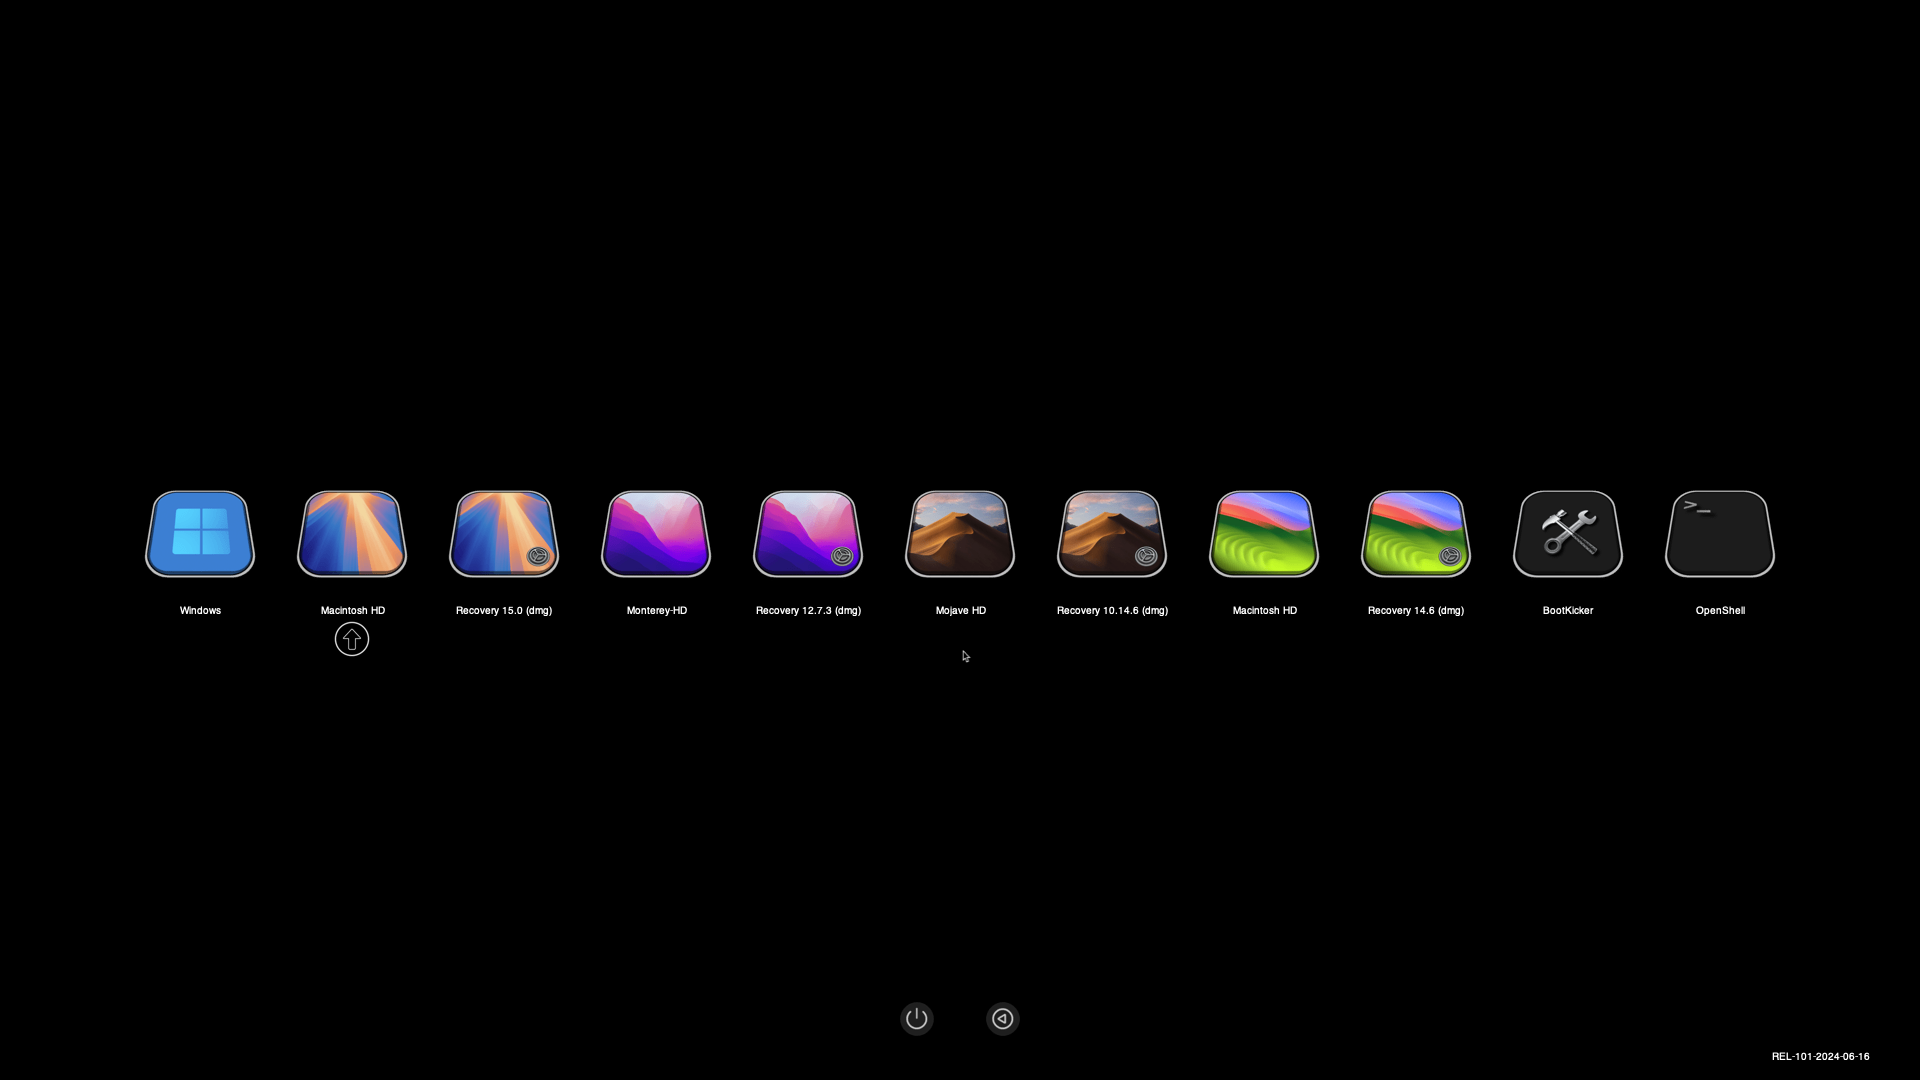 >_
Windows
Macintosh HD
Recovery 15.0 (dmg)
Monterey-HD
Recovery 12.7.3 (dmg)
Mojave HD
Recovery 10.14.6 (dmg)
Macintosh HD
Recovery 14.6 (dmg)
BootKicker
OpenShell
REL-101-2024-06-16